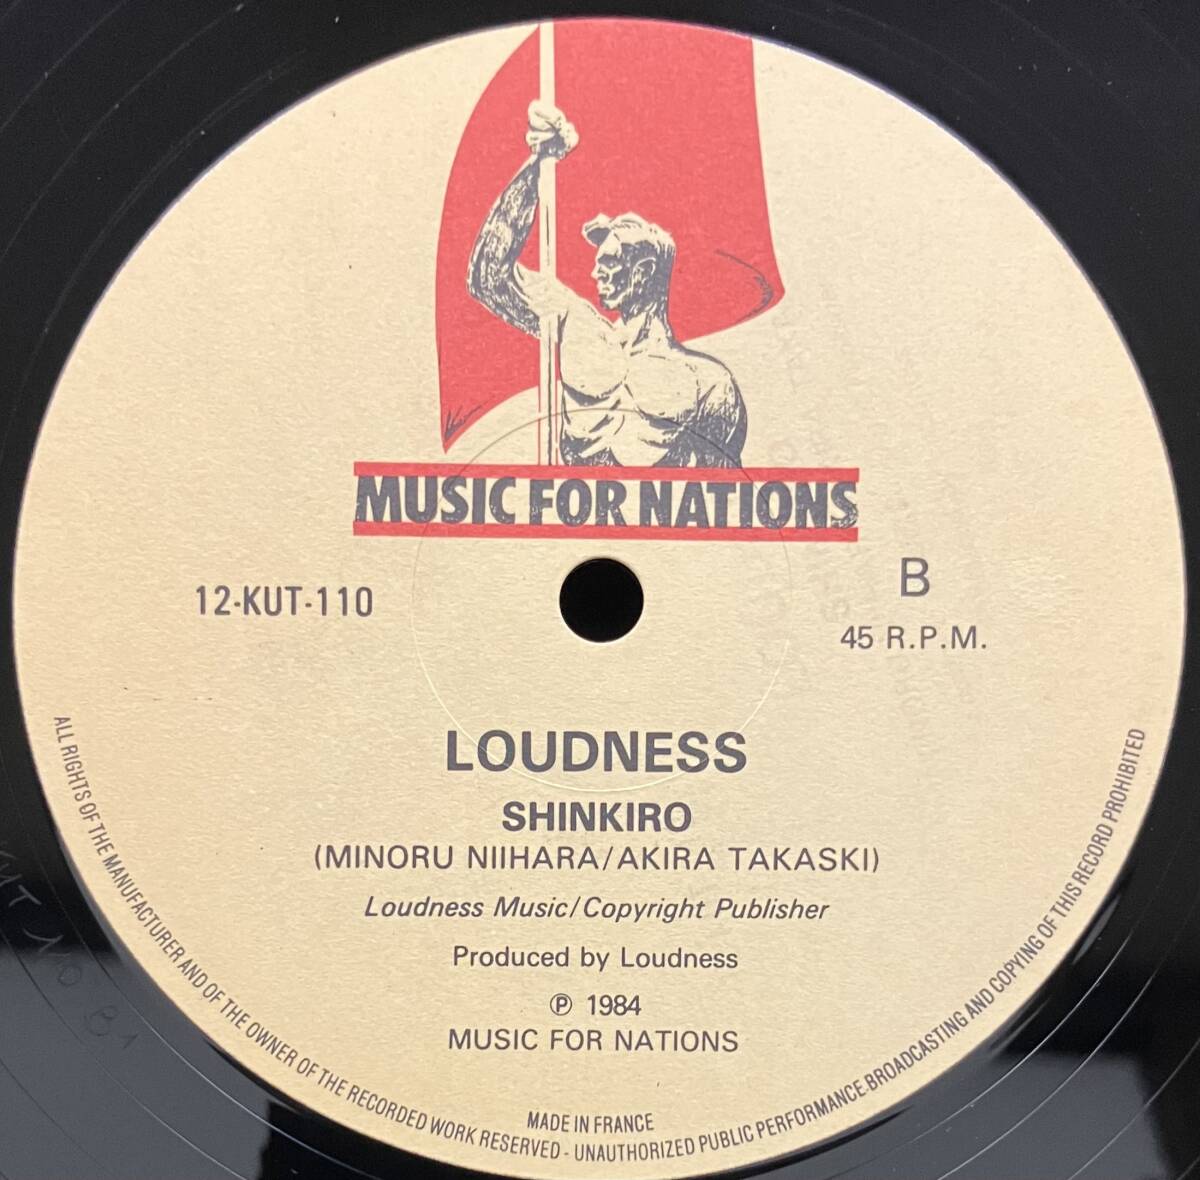 MUSIC FOR NATIONS
12-KUT-110
B
45 R.P.M.
LOUDNESS
SHINKIRO
(MINORU NIIHARA/AKIRA TAKASKI)
Loudness Music/Copyright Publisher
Produced by Loudness
℗ 1984
MUSIC FOR NATIONS
MADE IN FRANCE
ALL RIGHTS OF THE MANUFACTURER AND OF THE OWNER OF THE RECORDED WORK RESERVED - UNAUTHORIZED PUBLIC PERFORMANCE·BROADCASTING AND COPYING OF THIS RECORD PROHIBITED